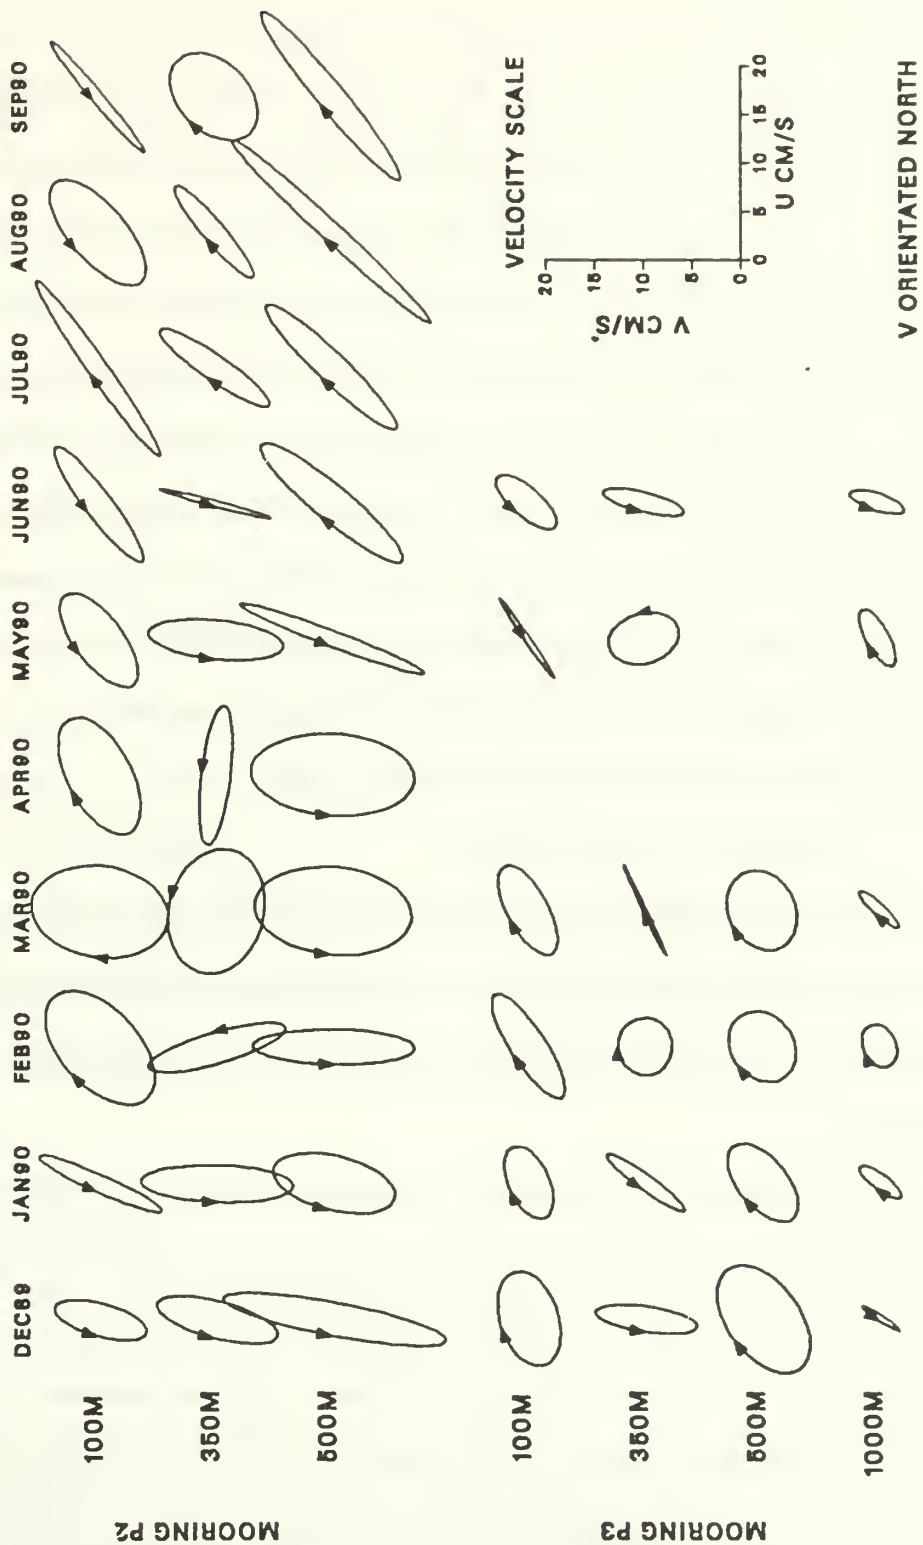 DEC89 JAN90 FEB90 MAR90 APR90 MAY90 JUN90 JUL90 AUG90 SEP90
MOORING P2
100M
350M
500M
MOORING P3
100M
350M
500M
1000M
VELOCITY SCALE
V CM/S
20
15
10
5
0
0 5 10 15 20
U CM/S
V ORIENTATED NORTH